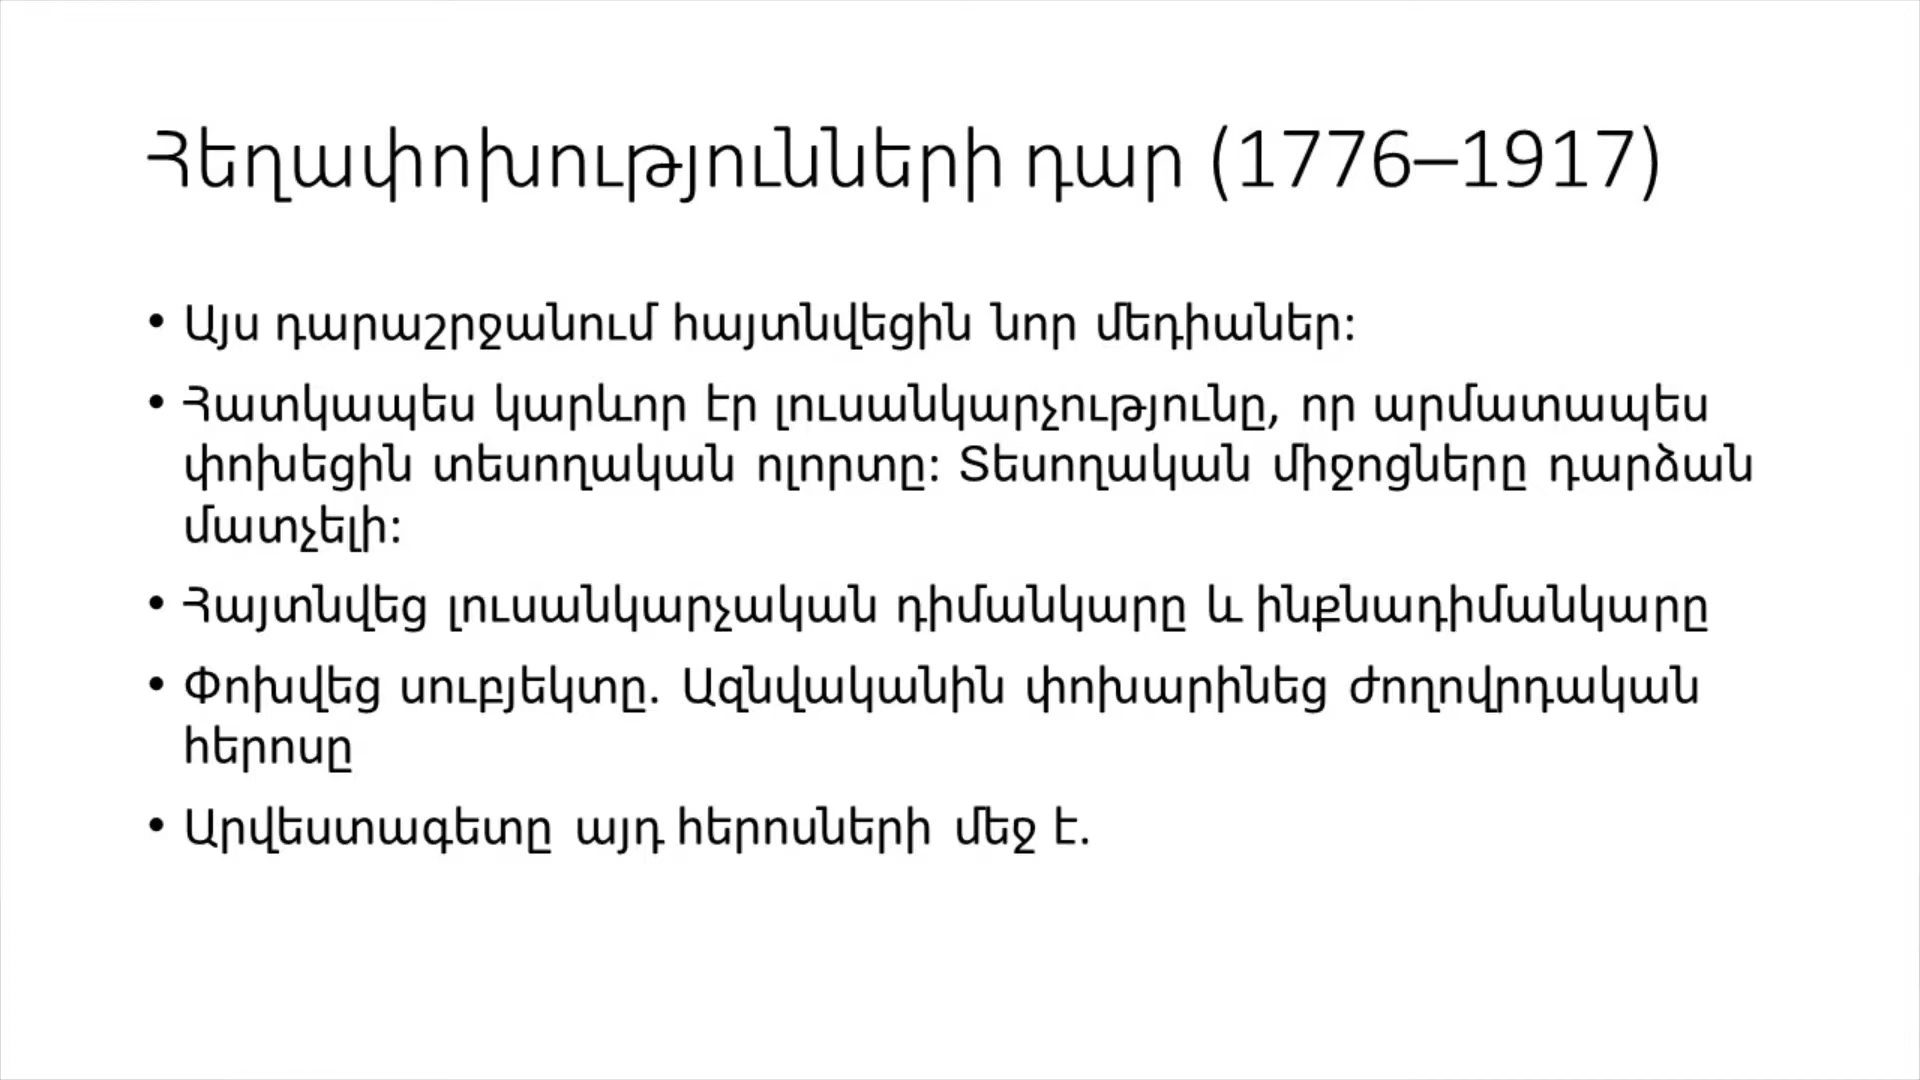 Հեղափոխությունների դար (1776–1917)
• Այս դարաշրջանում հայտնվեցին նոր մեդիաներ:
• Հատկապես կարևոր էր լուսանկարչությունը, որ արմատապես
փոխեցին տեսողական ոլորտը: Տեսողական միջոցները դարձան
մատչելի:
• Հայտնվեց լուսանկարչական դիմանկարը և ինքնադիմանկարը
• Փոխվեց սուբյեկտը. Ազնվականին փոխարինեց ժողովրդական
հերոսը
• Արվեստագետը այդ հերոսների մեջ է.